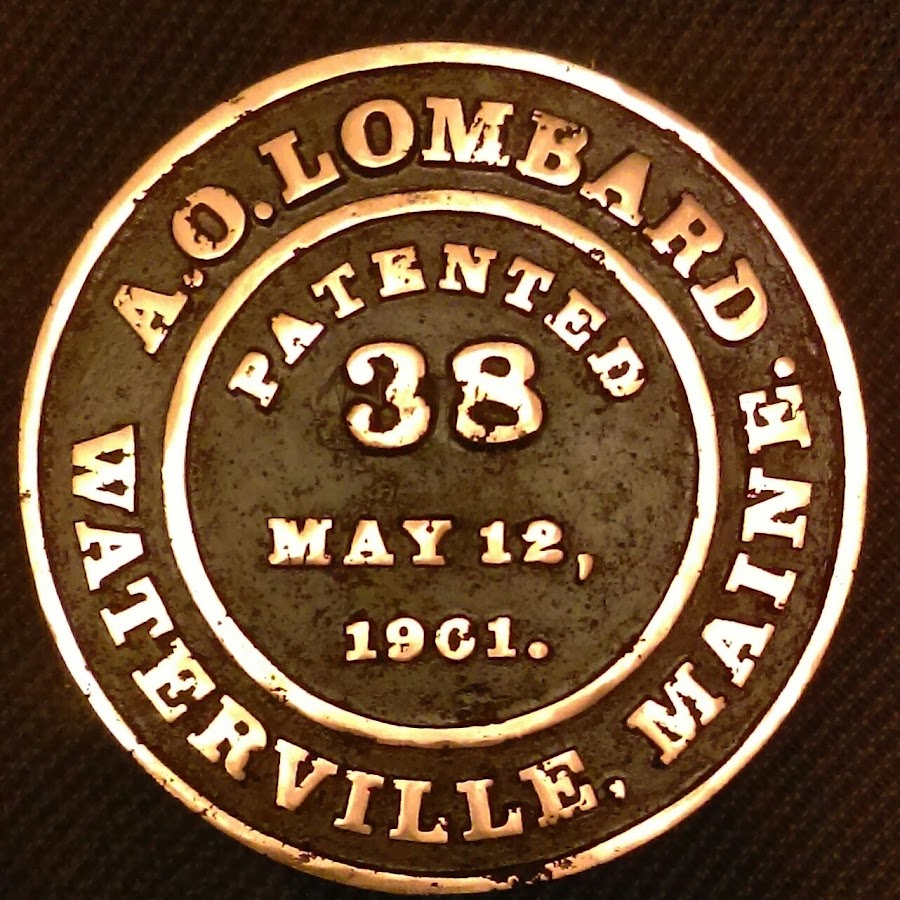 A.O.LOMBARD.
WATERVILLE, MAINE.
PATENTED
38
MAY 12,
1901.